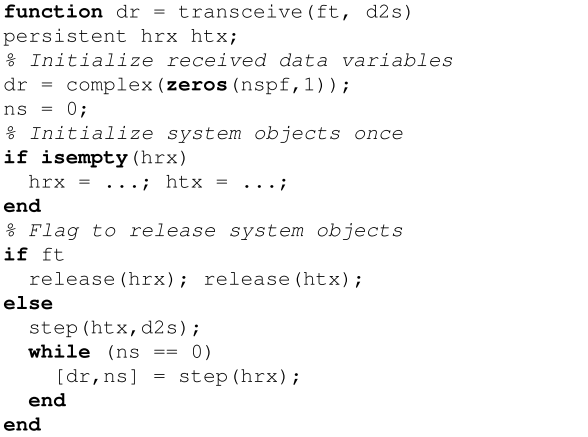 function dr = transceive(ft, d2s)
persistent hrx htx;
% Initialize received data variables
dr = complex(zeros(nspf,1));
ns = 0;
% Initialize system objects once
if isempty(hrx)
  hrx = ...; htx = ...;
end
% Flag to release system objects
if ft
  release(hrx); release(htx);
else
  step(htx,d2s);
  while (ns == 0)
    [dr,ns] = step(hrx);
  end
end